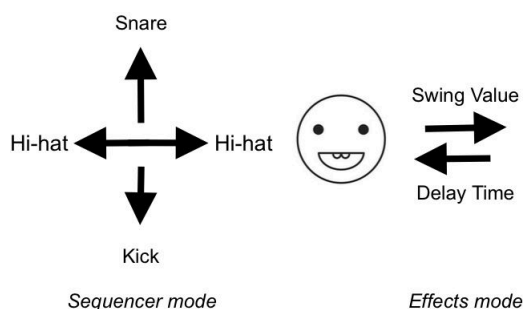 Snare
Swing Value
Hi-hat Hi-hat
Delay Time
Kick
Sequencer mode Effects mode